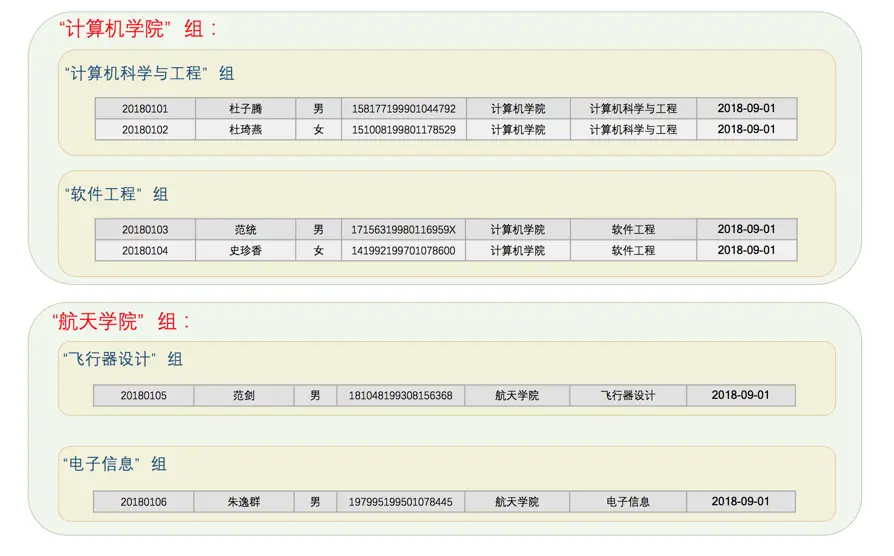 “计算机学院” 组：
“计算机科学与工程” 组
20180101 杜子腾 男 158177199901044792 计算机学院 计算机科学与工程 2018-09-01
20180102 杜琦燕 女 151008199801178529 计算机学院 计算机科学与工程 2018-09-01
“软件工程” 组
20180103 范统 男 17156319980116959X 计算机学院 软件工程 2018-09-01
20180104 史珍香 女 141992199701078600 计算机学院 软件工程 2018-09-01
“航天学院” 组：
“飞行器设计” 组
20180105 范剑 男 181048199308156368 航天学院 飞行器设计 2018-09-01
“电子信息” 组
20180106 朱逸群 男 197995199501078445 航天学院 电子信息 2018-09-01